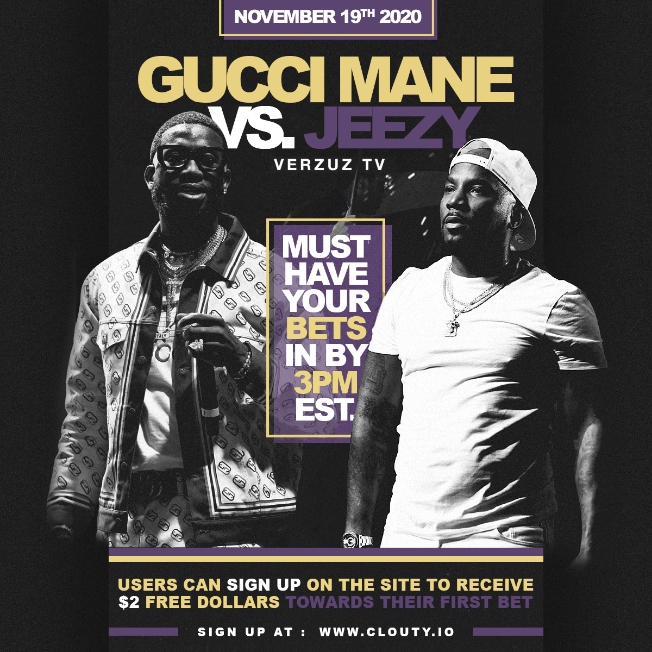 NOVEMBER 19TH 2020
GUCCI MANE
VS. JEEZY
VERZUZ TV
MUST
HAVE
YOUR
BETS
IN BY
3PM
EST.
USERS CAN SIGN UP ON THE SITE TO RECEIVE
$2 FREE DOLLARS TOWARDS THEIR FIRST BET
SIGN UP AT : WWW.CLOUTY.IO